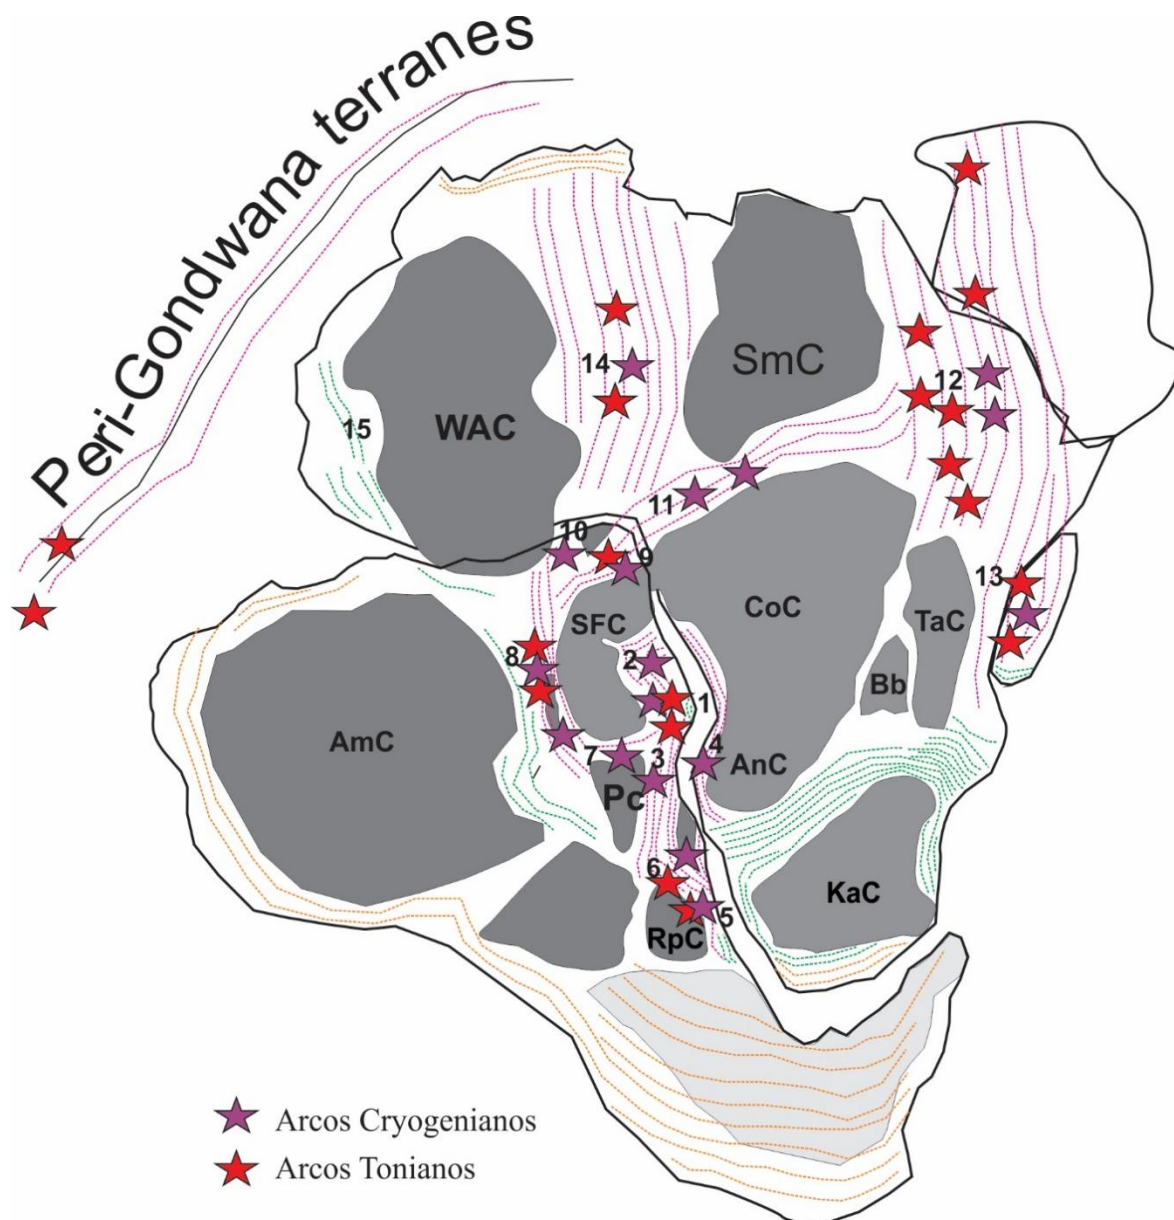 Peri-Gondwana terranes
SmC
14
12
WAC
15
11
10
9
13
SFC
CoC
TaC
2
8
Bb
1
AmC
7
3
4
AnC
Pc
6
KaC
5
RpC
Arcos Cryogenianos
Arcos Tonianos